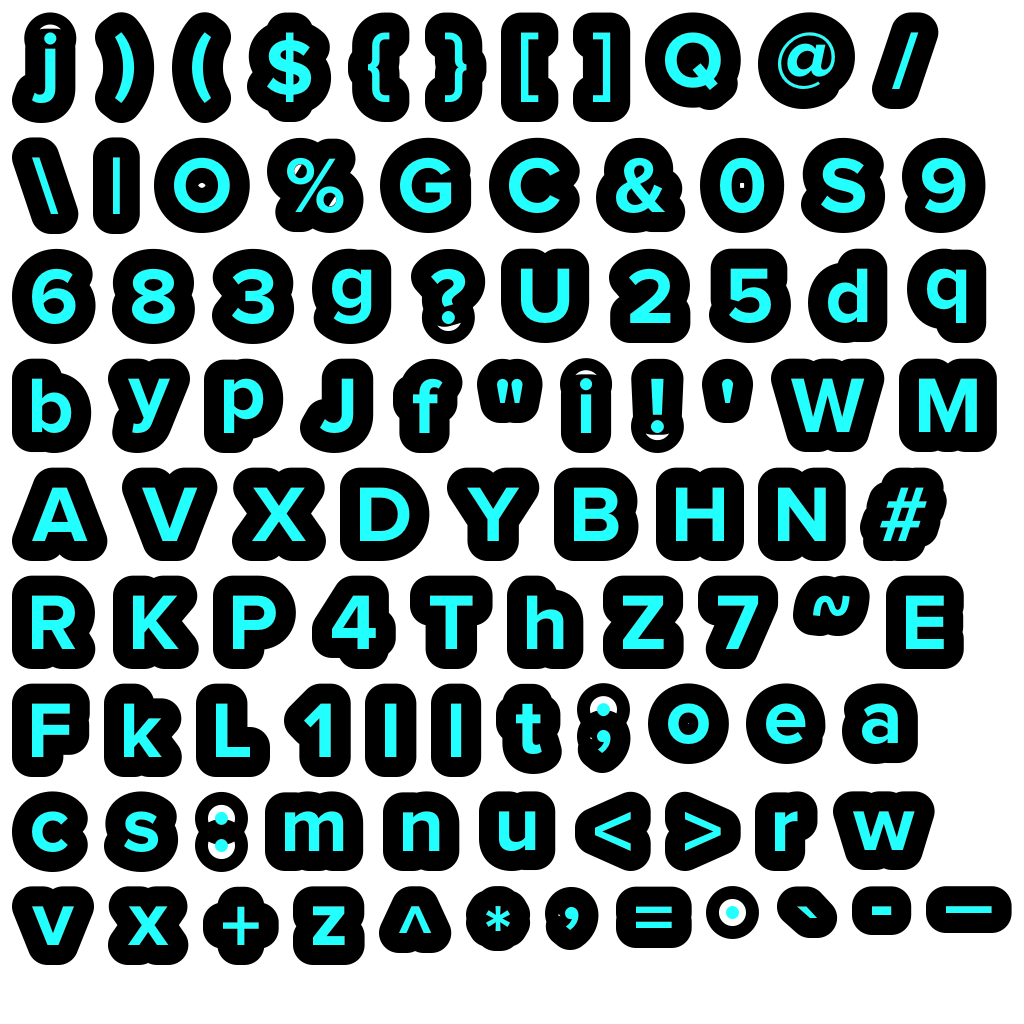 j ) ( $ { } [ ] Q @ /
\ | O % G C & 0 S 9
6 8 3 g ? U 2 5 d q
b y p J f " i ! ' W M
A V X D Y B H N #
R K P 4 T h Z 7 ~ E
F k L 1 I l t ; o e a
c s : m n u < > r w
v x + z ^ * , = . ` - _